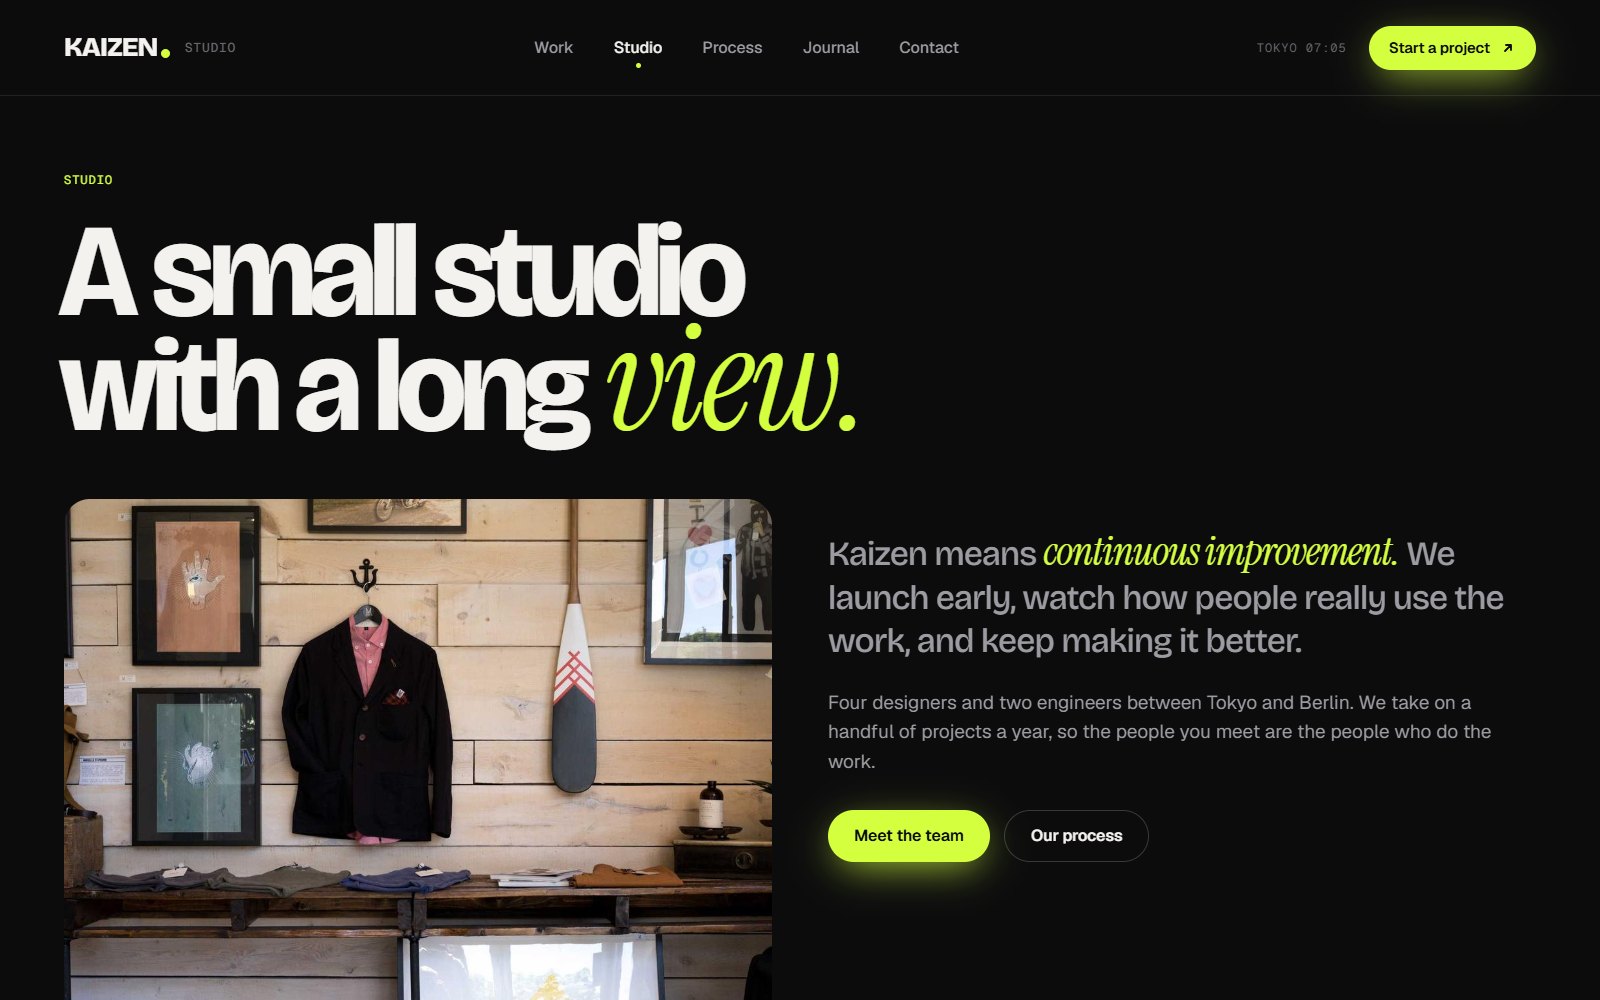 KAIZEN. STUDIO
Work Studio Process Journal Contact
TOKYO 07:05
Start a project
STUDIO
A small studio
with a long view.
Kaizen means continuous improvement. We
launch early, watch how people really use the
work, and keep making it better.
Four designers and two engineers between Tokyo and Berlin. We take on a
handful of projects a year, so the people you meet are the people who do the
work.
Meet the team
Our process